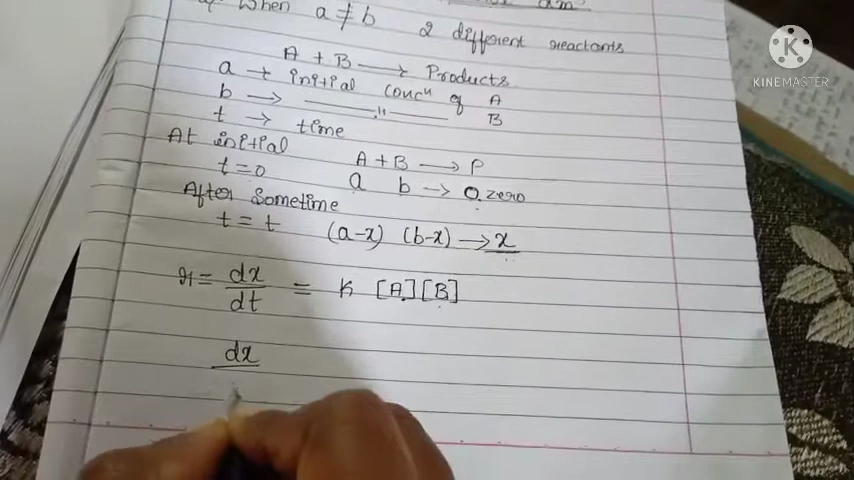 When a ≠ b 2 different reactants
A + B ⟶ Products
a → initial concⁿ of A
b → ——"—— B
t → time
At initial A + B ⟶ P
t = 0 a b → 0 zero
After Sometime
t = t (a-x) (b-x) → x
r = dx/dt = K [A][B]
dx
K
KINEMASTER